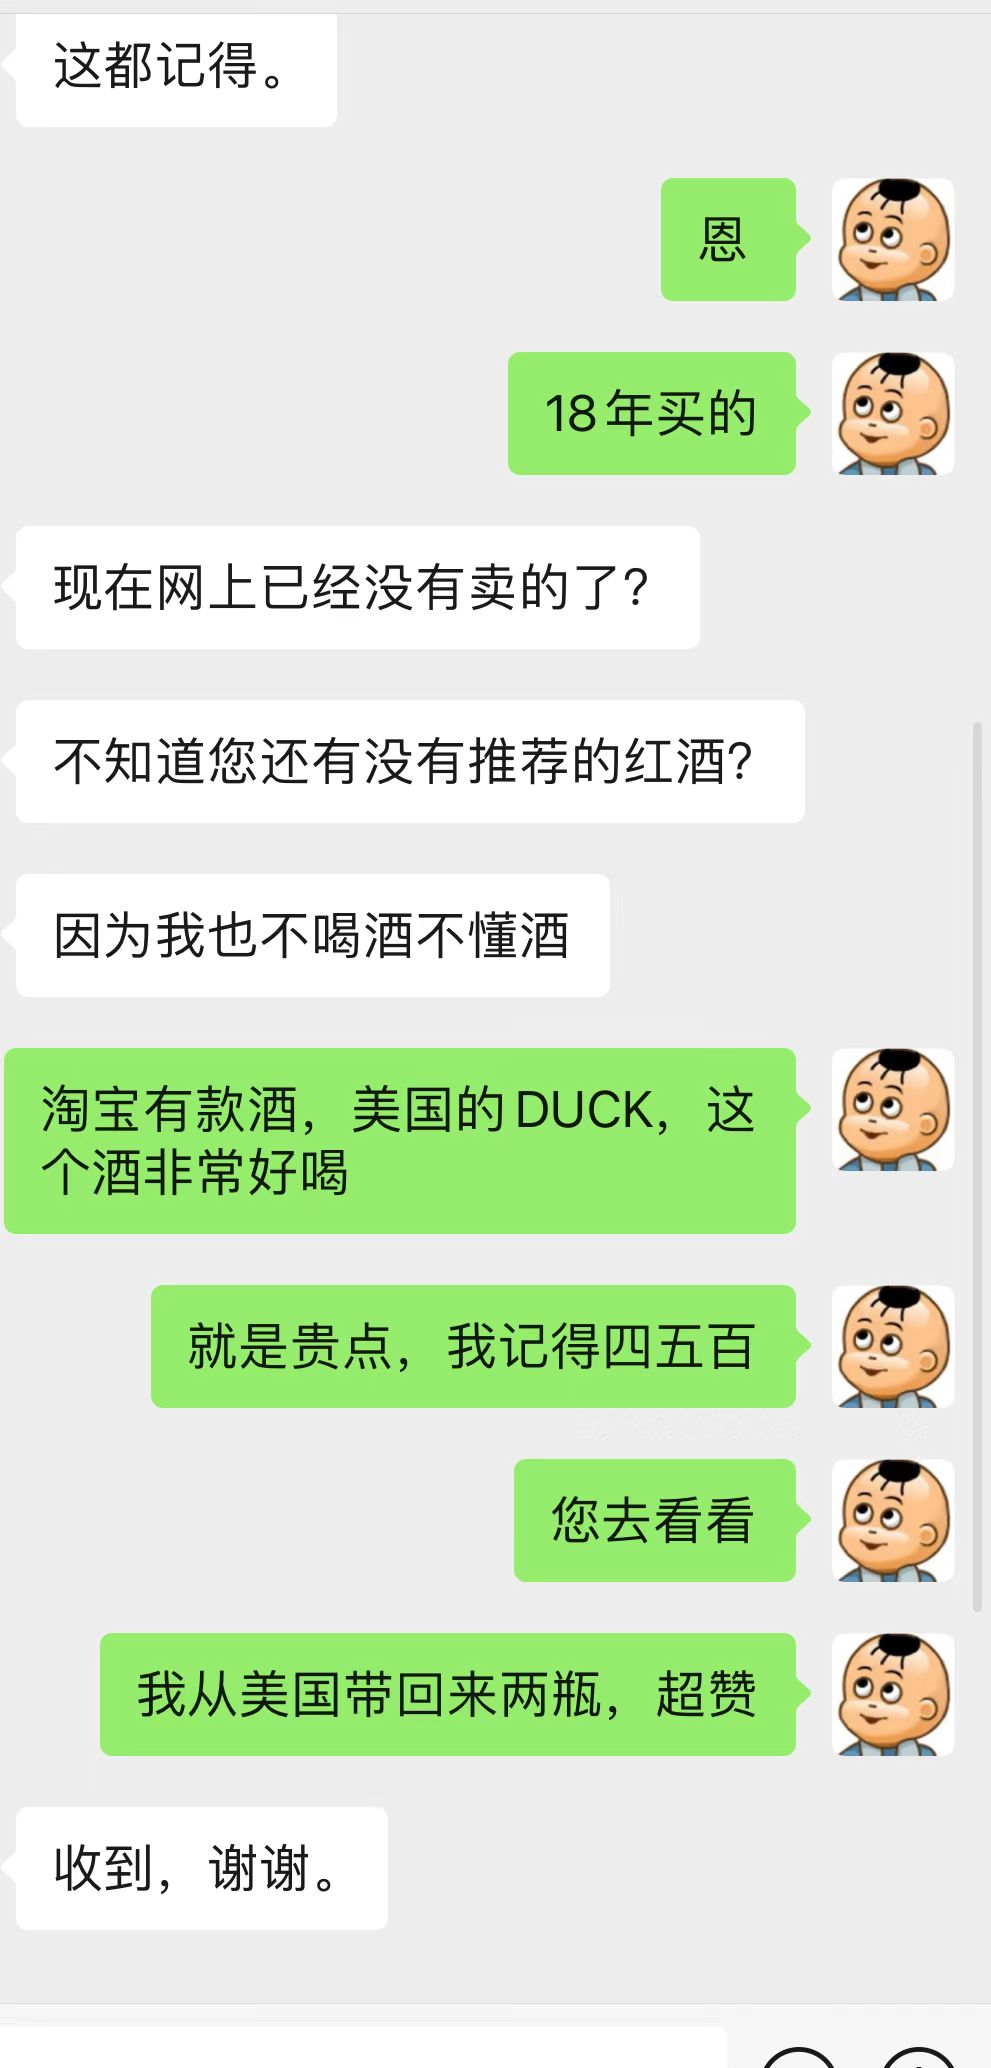 这都记得。
恩
18年买的
现在网上已经没有卖的了?
不知道您还有没有推荐的红酒?
因为我也不喝酒不懂酒
淘宝有款酒，美国的DUCK，这
个酒非常好喝
就是贵点，我记得四五百
您去看看
我从美国带回来两瓶，超赞
收到，谢谢。